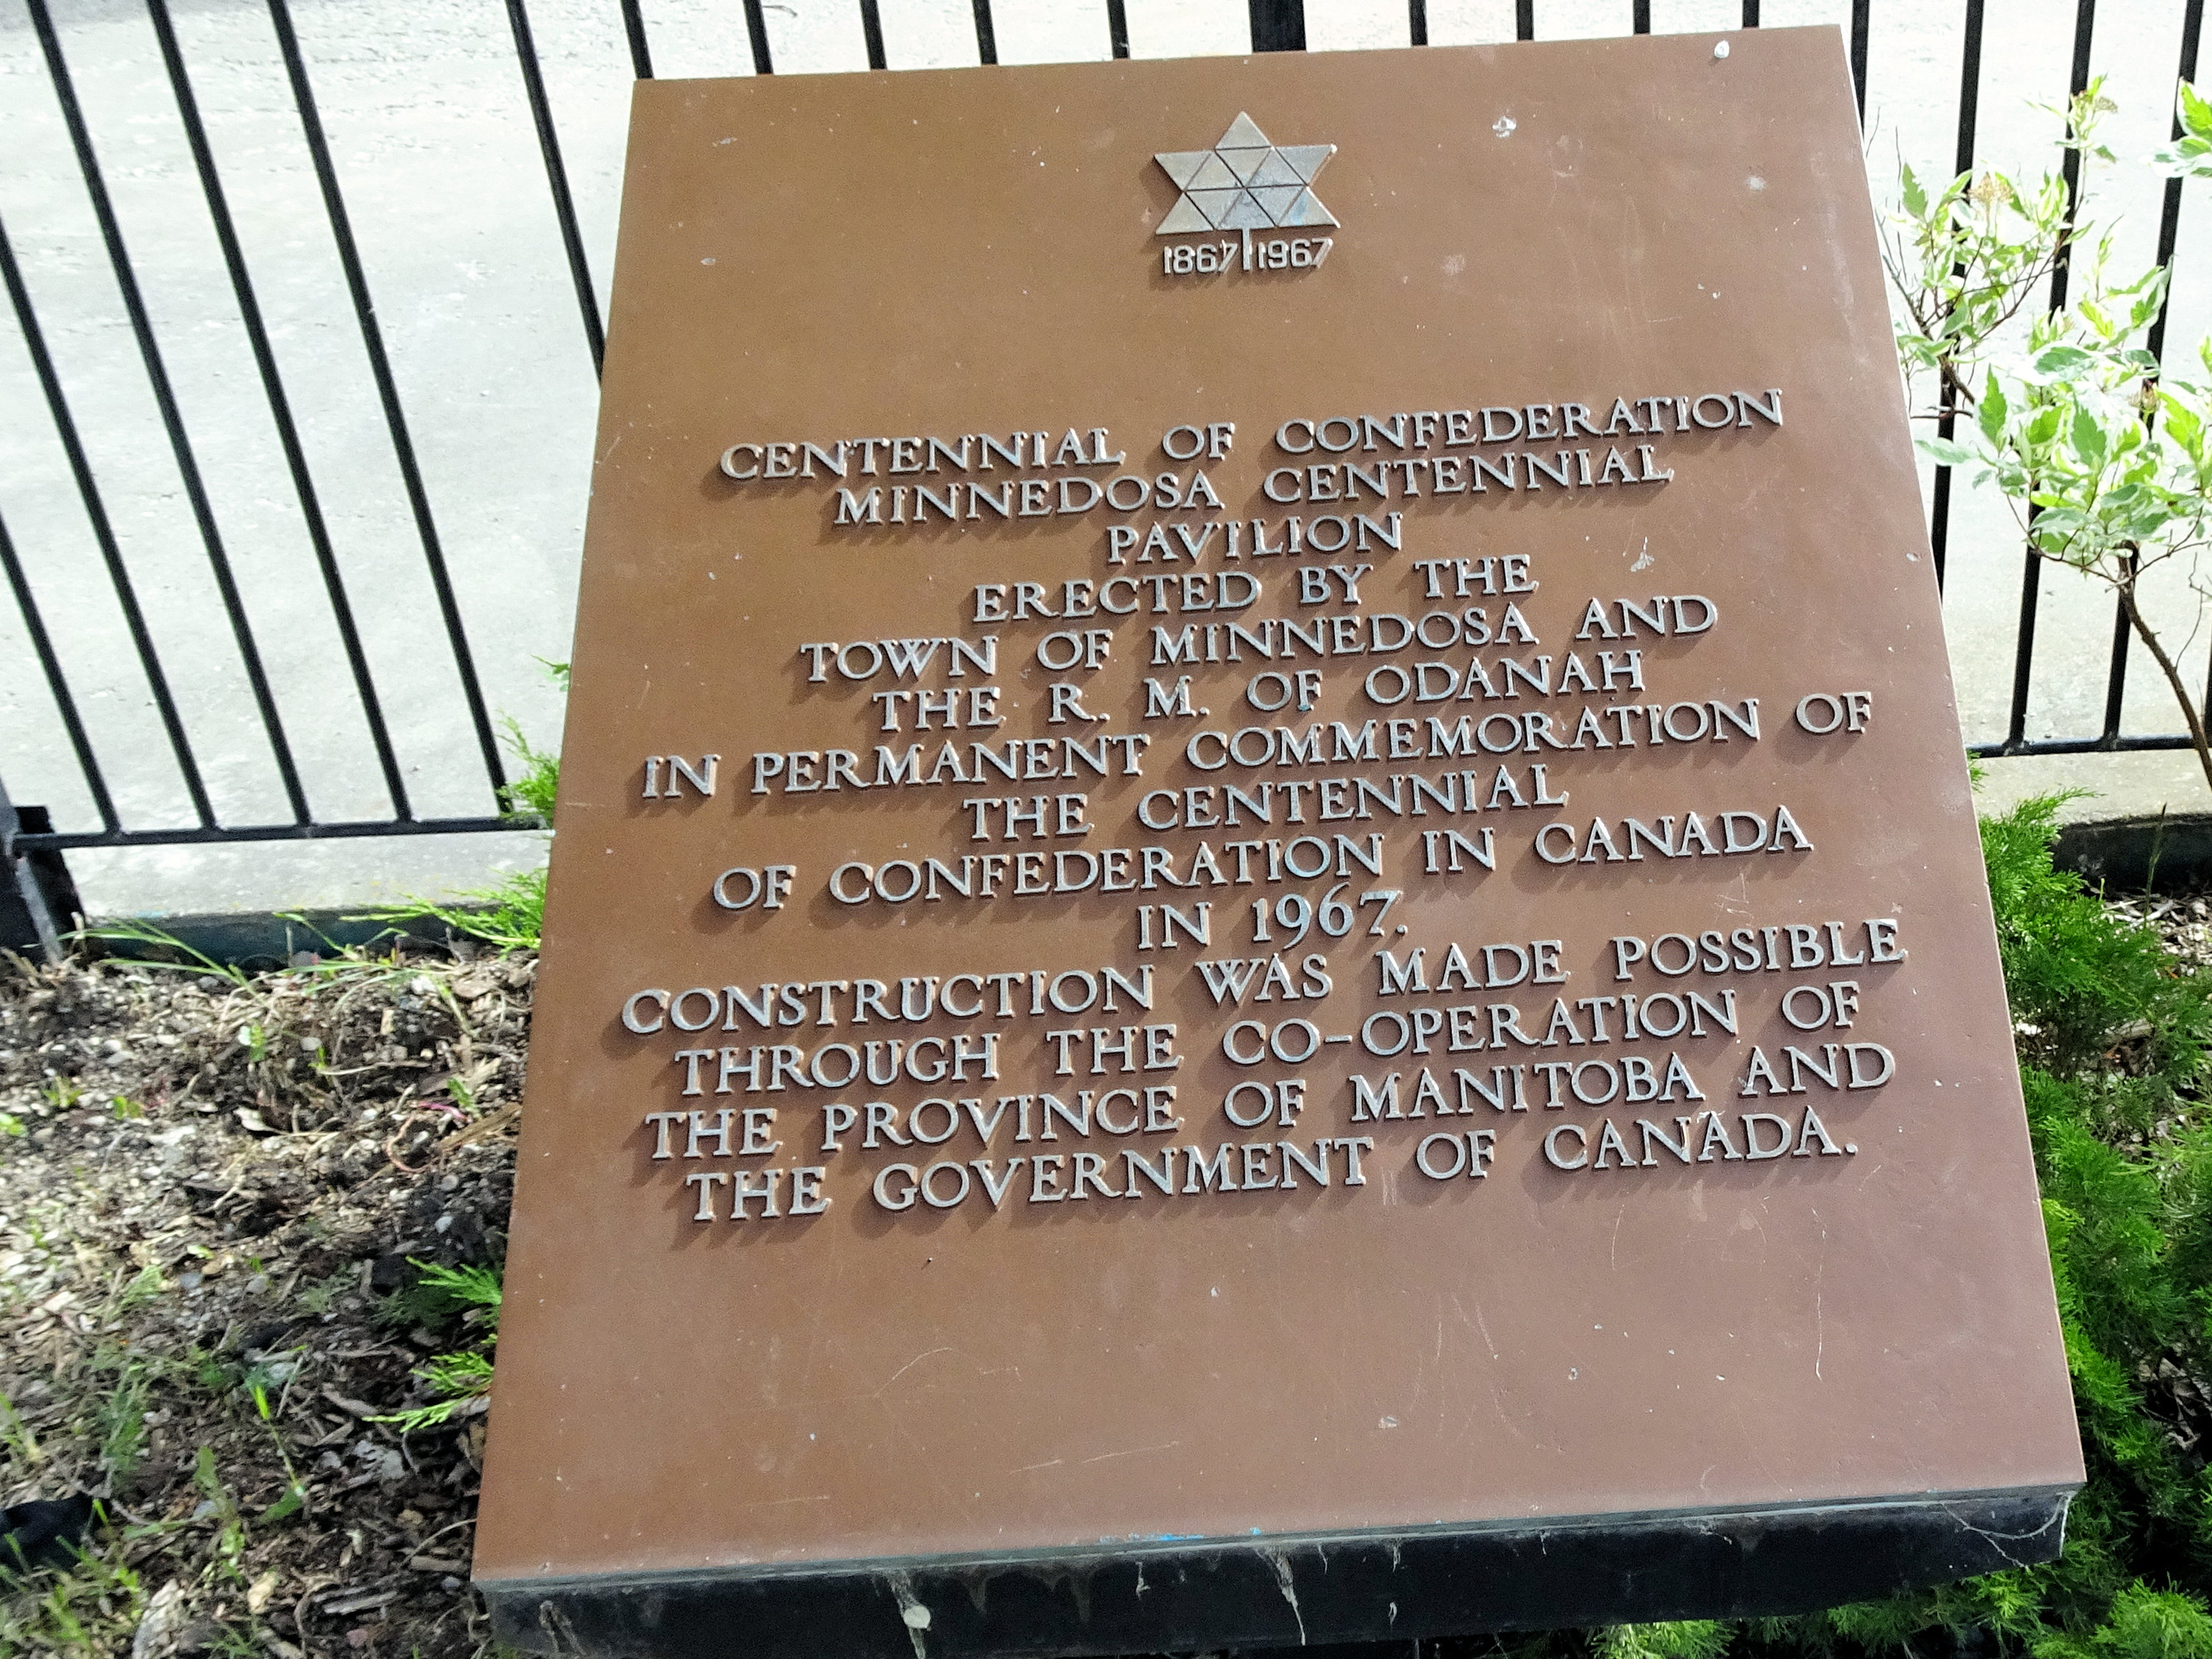 1867 1967
CENTENNIAL OF CONFEDERATION
MINNEDOSA CENTENNIAL
PAVILION
ERECTED BY THE
TOWN OF MINNEDOSA AND
THE R. M. OF ODANAH
IN PERMANENT COMMEMORATION OF
THE CENTENNIAL
OF CONFEDERATION IN CANADA
IN 1967.
CONSTRUCTION WAS MADE POSSIBLE
THROUGH THE CO-OPERATION OF
THE PROVINCE OF MANITOBA AND
THE GOVERNMENT OF CANADA.